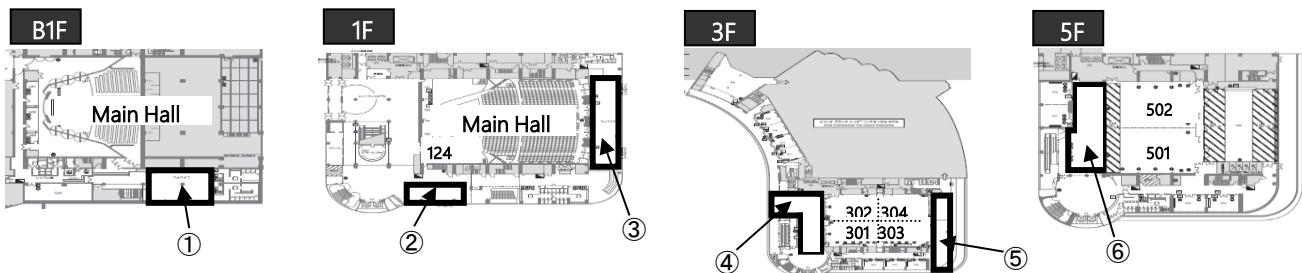 B1F
1F
3F
5F
Main Hall
Main Hall
124
302 304
301 303
502
501
①
②
③
④
⑤
⑥